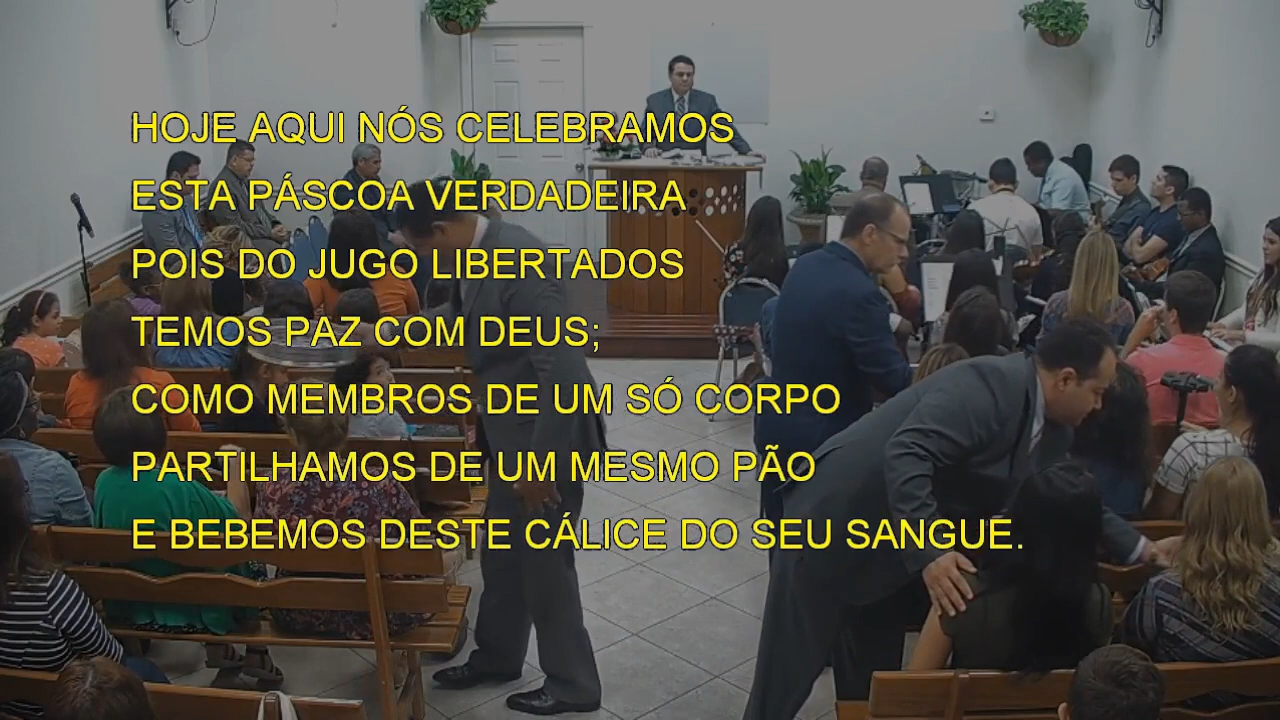 HOJE AQUI NÓS CELEBRAMOS
ESTA PÁSCOA VERDADEIRA
POIS DO JUGO LIBERTADOS
TEMOS PAZ COM DEUS;
COMO MEMBROS DE UM SÓ CORPO
PARTILHAMOS DE UM MESMO PÃO
E BEBEMOS DESTE CÁLICE DO SEU SANGUE.